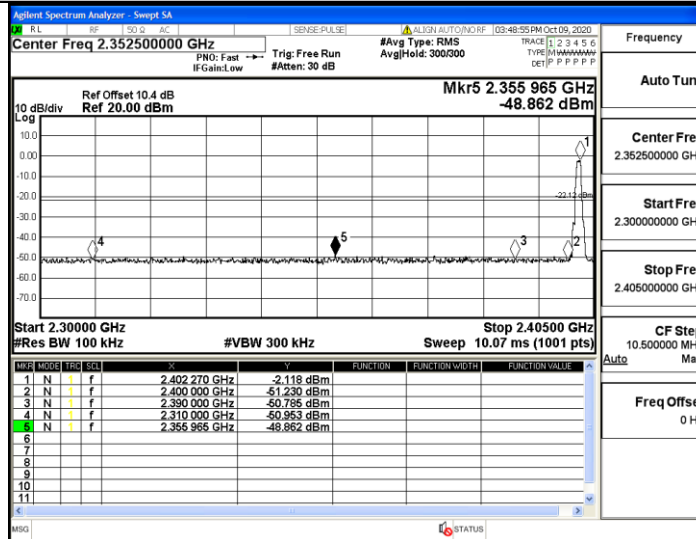 Agilent Spectrum Analyzer - Swept SA
RL RF 50 Ω AC SENSE:PULSE ALIGN AUTO/NO RF 03:48:55 PM Oct 09, 2020
Center Freq 2.352500000 GHz
PNO: Fast
IFGain:Low
Trig: Free Run
#Atten: 30 dB
#Avg Type: RMS
Avg|Hold: 300/300
TRACE 1 2 3 4 5 6
TYPE MWWWWW
DET P P P P P P
Ref Offset 10.4 dB
10 dB/div Ref 20.00 dBm
Log
Mkr5 2.355 965 GHz
-48.862 dBm
10.0
0.00
-10.0
-20.0
-30.0
-40.0
-50.0
-60.0
-70.0
1
-22.12 dBm
4
5
3
2
Start 2.30000 GHz Stop 2.40500 GHz
#Res BW 100 kHz #VBW 300 kHz Sweep 10.07 ms (1001 pts)
MKR MODE TRC SCL X Y FUNCTION FUNCTION WIDTH FUNCTION VALUE
1 N 1 f 2.402 270 GHz -2.118 dBm
2 N 1 f 2.400 000 GHz -51.230 dBm
3 N 1 f 2.390 000 GHz -50.785 dBm
4 N 1 f 2.310 000 GHz -50.953 dBm
5 N 1 f 2.355 965 GHz -48.862 dBm
6
7
8
9
10
11
MSG STATUS
Frequency
Auto Tun
Center Fre
2.352500000 GH
Start Fre
2.300000000 GH
Stop Fre
2.405000000 GH
CF Ste
10.500000 MH
Auto Ma
Freq Offse
0 H